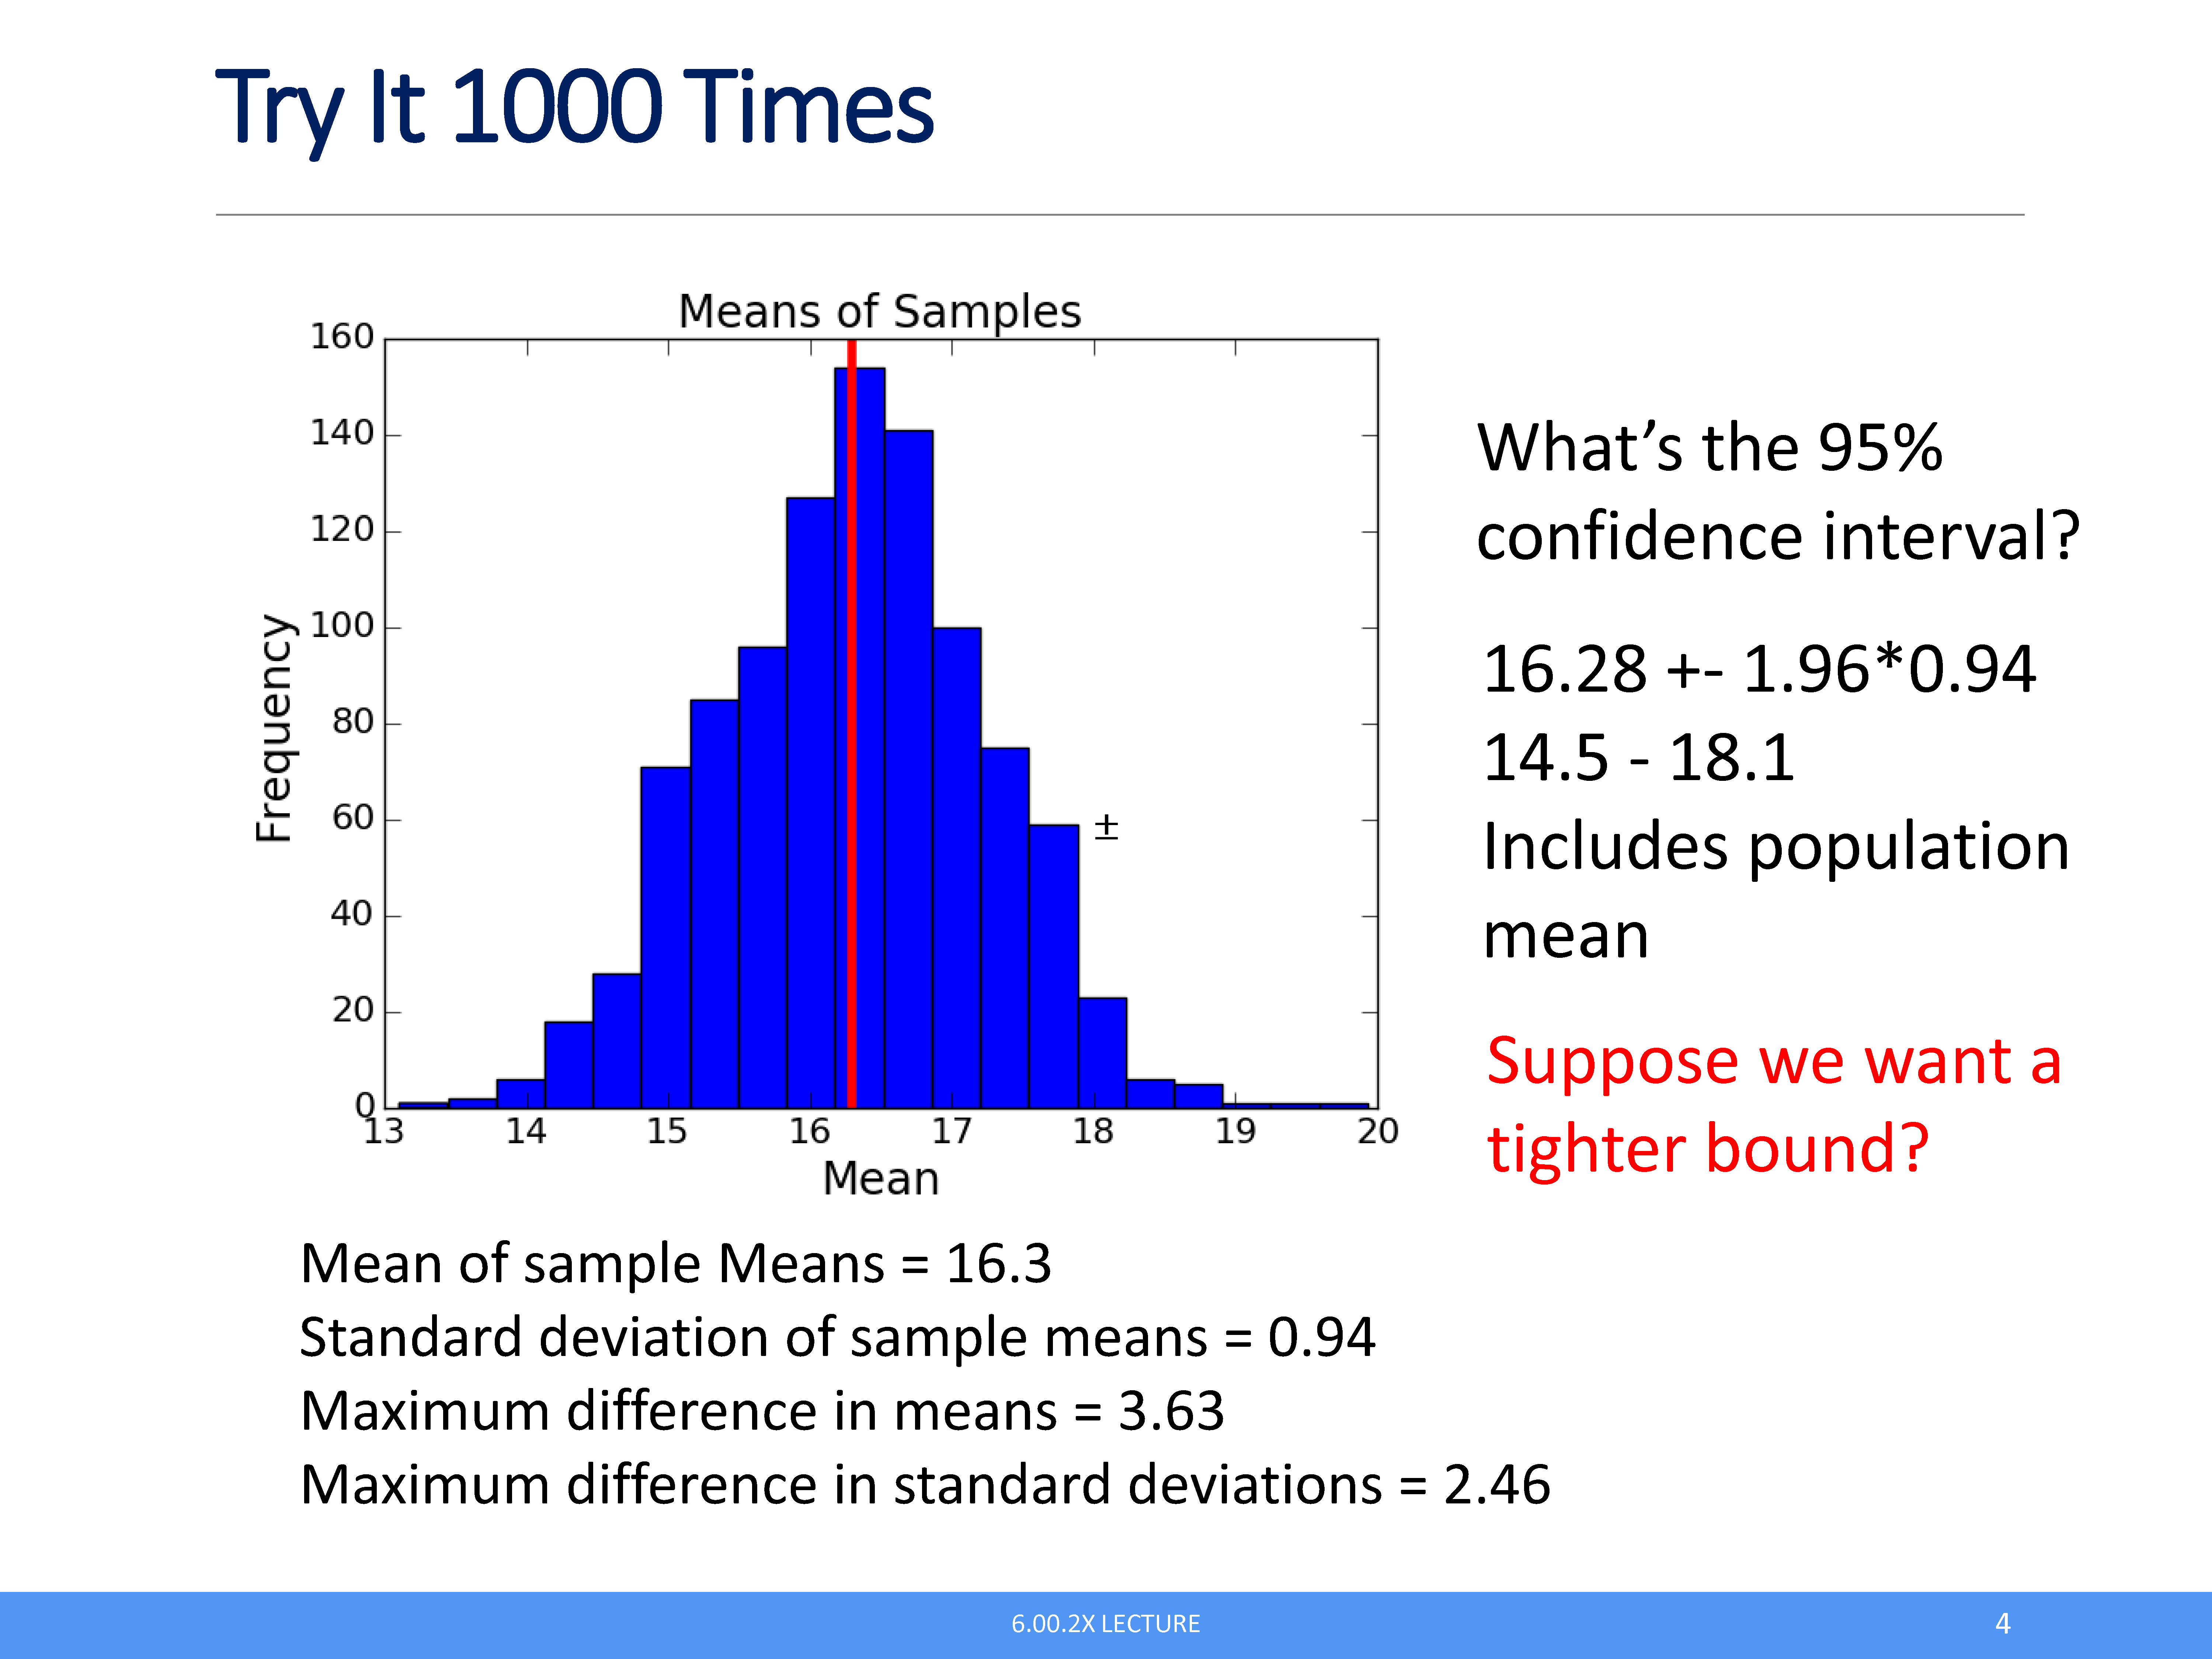 Try It 1000 Times
Means of Samples
160
140
120
100
80
60
40
20
0
Frequency
13 14 15 16 17 18 19 20
Mean
±
What’s the 95%
confidence interval?
16.28 +- 1.96*0.94
14.5 - 18.1
Includes population
mean
Suppose we want a
tighter bound?
Mean of sample Means = 16.3
Standard deviation of sample means = 0.94
Maximum difference in means = 3.63
Maximum difference in standard deviations = 2.46
6.00.2X LECTURE
4